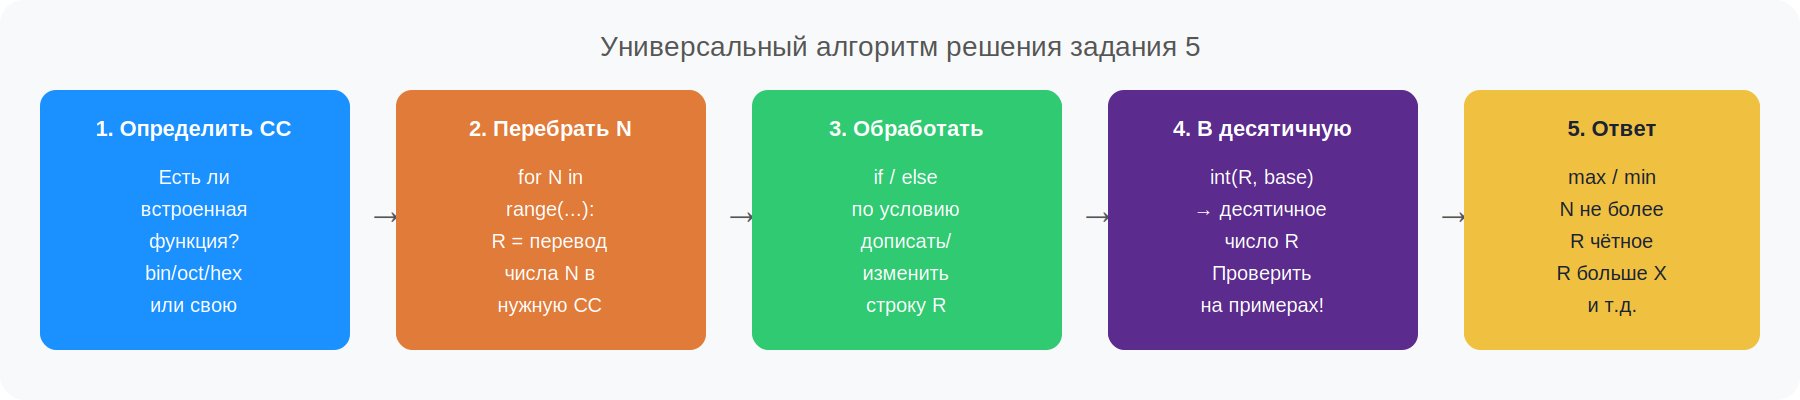 Универсальный алгоритм решения задания 5
1. Определить СС
Есть ли
встроенная
функция?
bin/oct/hex
или свою
→
2. Перебрать N
for N in
range(...):
R = перевод
числа N в
нужную СС
→
3. Обработать
if / else
по условию
дописать/
изменить
строку R
→
4. В десятичную
int(R, base)
→ десятичное
число R
Проверить
на примерах!
→
5. Ответ
max / min
N не более
R чётное
R больше X
и т.д.